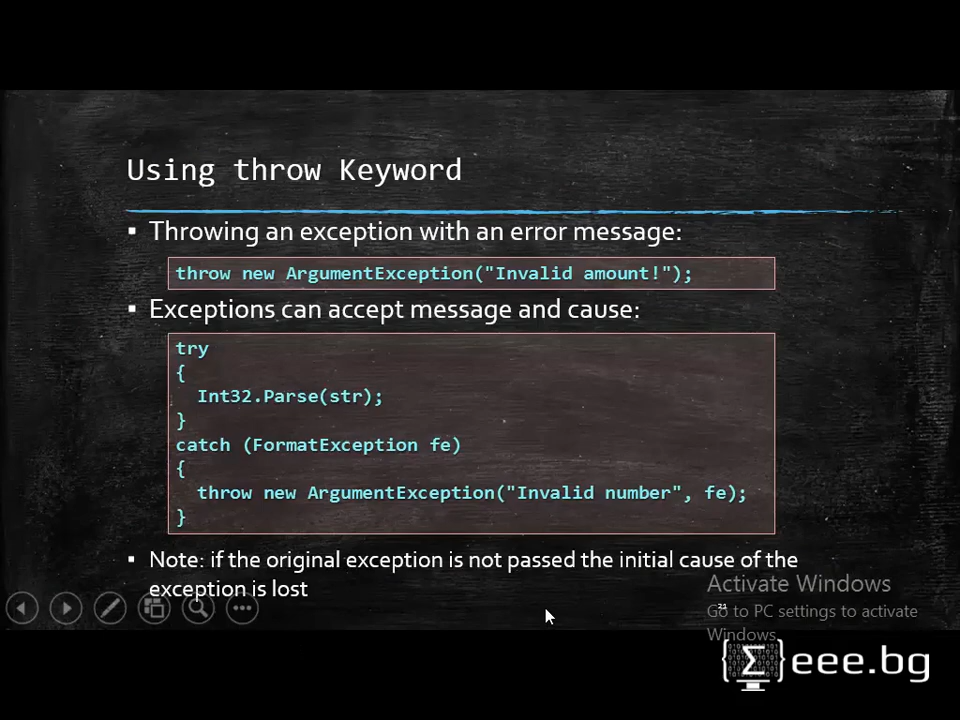 Using throw Keyword
▪ Throwing an exception with an error message:
throw new ArgumentException("Invalid amount!");
▪ Exceptions can accept message and cause:
try
{
Int32.Parse(str);
}
catch (FormatException fe)
{
throw new ArgumentException("Invalid number", fe);
}
▪ Note: if the original exception is not passed the initial cause of the
exception is lost
Activate Windows
Go to PC settings to activate
Windows.
{Σ}eee.bg